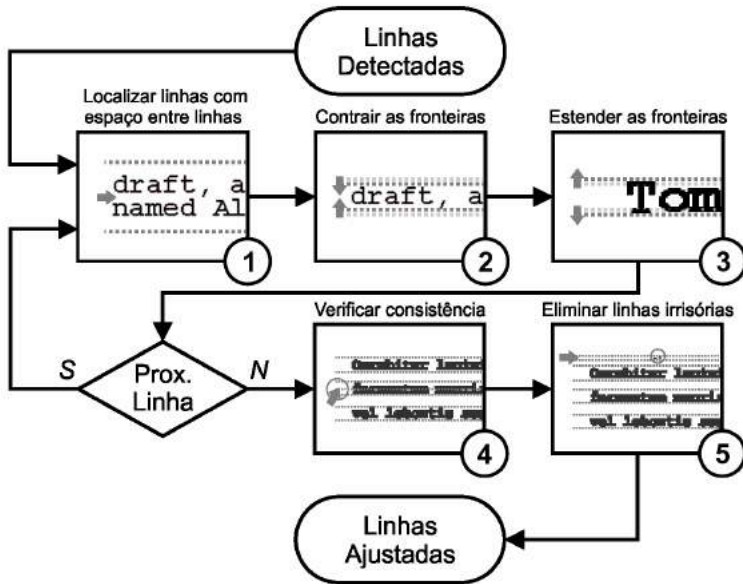 Linhas
Detectadas
Localizar linhas com
espaço entre linhas
draft, a
named Al
1
Contrair as fronteiras
draft, a
2
Estender as fronteiras
Tom
3
S
Prox.
Linha
N
Verificar consistência
4
Eliminar linhas irrisórias
5
Linhas
Ajustadas